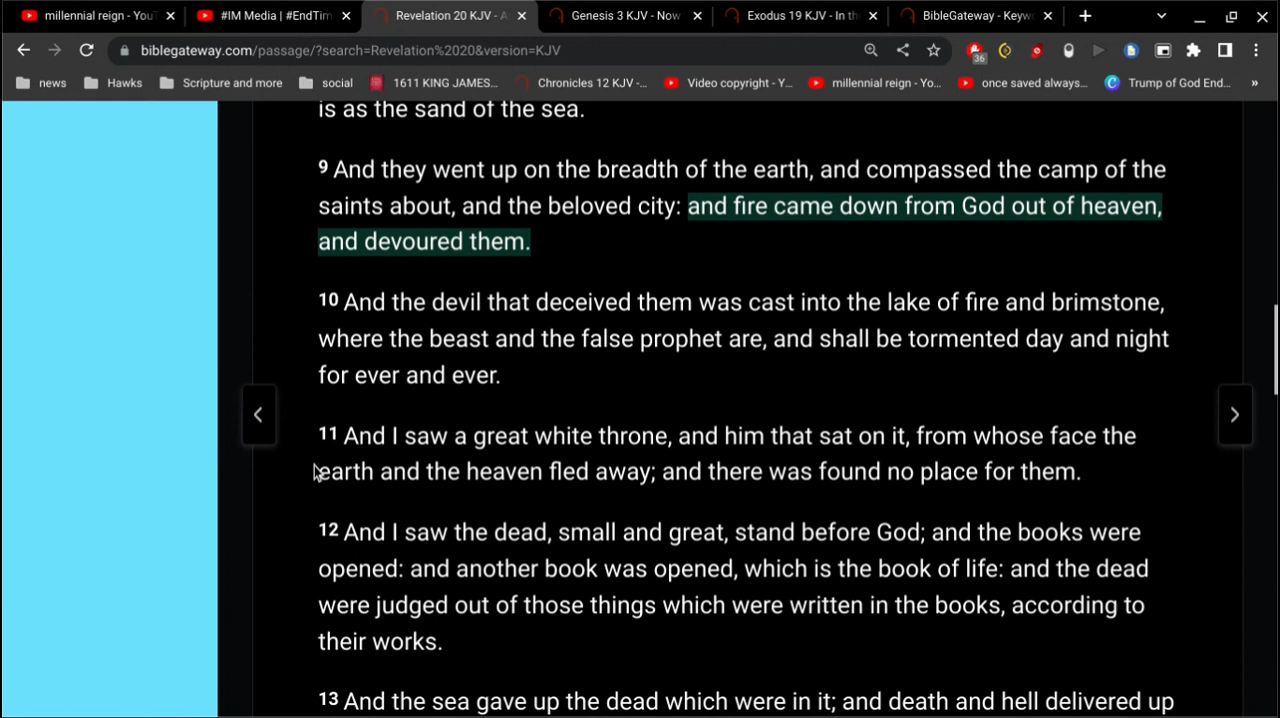 millennial reign - YouT
#IM Media | #EndTim
Revelation 20 KJV - A
Genesis 3 KJV - Now
Exodus 19 KJV - In th
BibleGateway - Keyw
biblegateway.com/passage/?search=Revelation%2020&version=KJV
36
news
Hawks
Scripture and more
social
1611 KING JAMES...
Chronicles 12 KJV -...
Video copyright - Y...
millennial reign - Yo...
once saved always...
Trump of God End...
»
is as the sand of the sea.
9 And they went up on the breadth of the earth, and compassed the camp of the
saints about, and the beloved city: and fire came down from God out of heaven,
and devoured them.
10 And the devil that deceived them was cast into the lake of fire and brimstone,
where the beast and the false prophet are, and shall be tormented day and night
for ever and ever.
11 And I saw a great white throne, and him that sat on it, from whose face the
earth and the heaven fled away; and there was found no place for them.
12 And I saw the dead, small and great, stand before God; and the books were
opened: and another book was opened, which is the book of life: and the dead
were judged out of those things which were written in the books, according to
their works.
13 And the sea gave up the dead which were in it; and death and hell delivered up